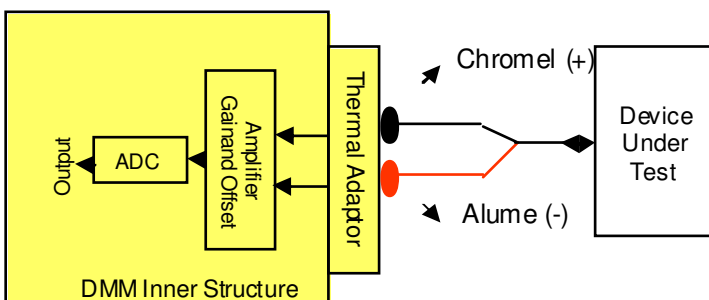 Chromel (+)
Thermal Adaptor
Amplifier
Gainand Offset
ADC
Output
Device
Under
Test
Alume (-)
DMM Inner Structure